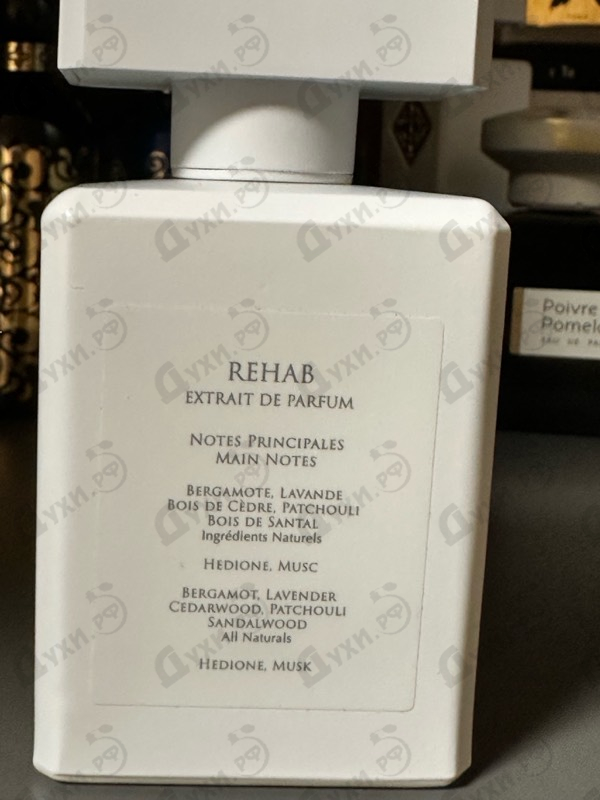 REHAB
EXTRAIT DE PARFUM
NOTES PRINCIPALES
MAIN NOTES
BERGAMOTE, LAVANDE
BOIS DE CÈDRE, PATCHOULI
BOIS DE SANTAL
Ingrédients Naturels
HEDIONE, MUSC
BERGAMOT, LAVENDER
CEDARWOOD, PATCHOULI
SANDALWOOD
All Naturals
HEDIONE, MUSK
Poivre
ДУХИ.РФ